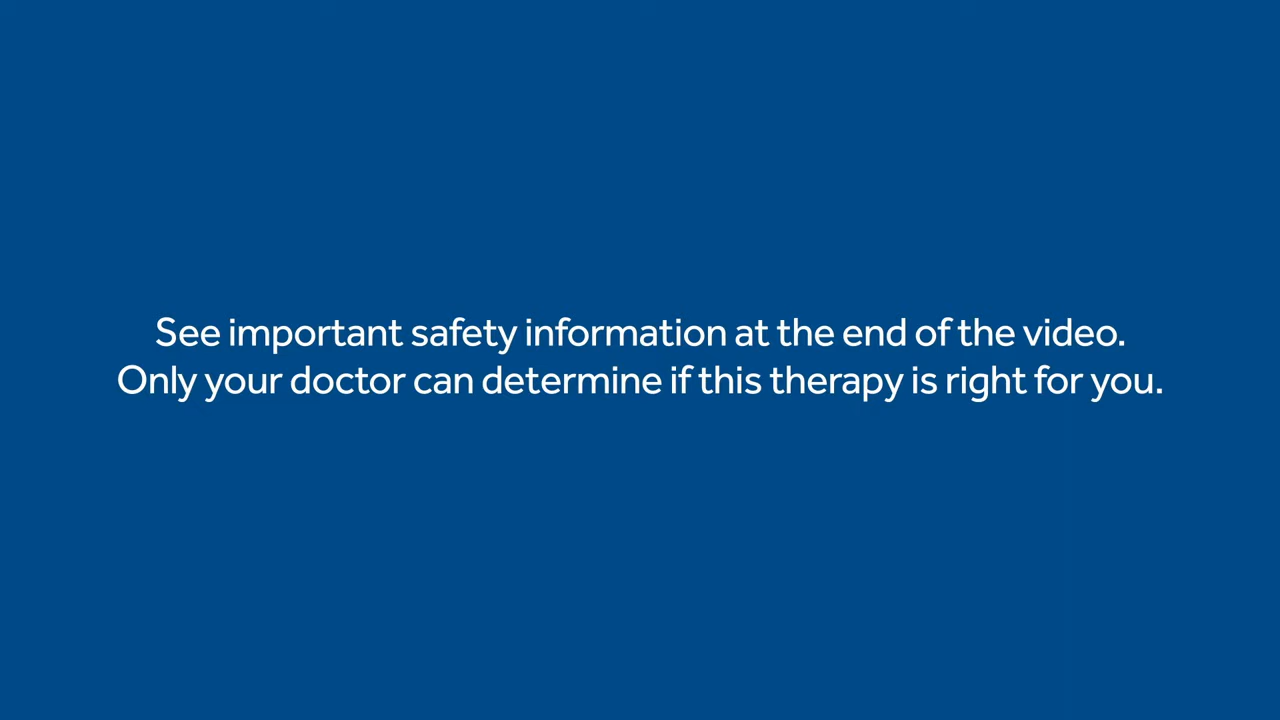 See important safety information at the end of the video.
Only your doctor can determine if this therapy is right for you.